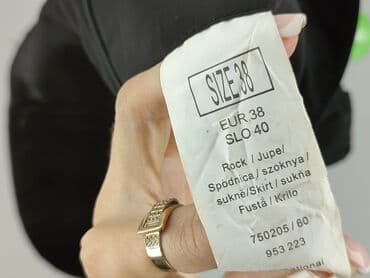 SIZE 38
EUR.38
SLO 40
Rock / Jupe/
Spodnica / szoknya /
sukně/Skirt / sukňa
Fustă / Krilo
750205 / 60
953 223